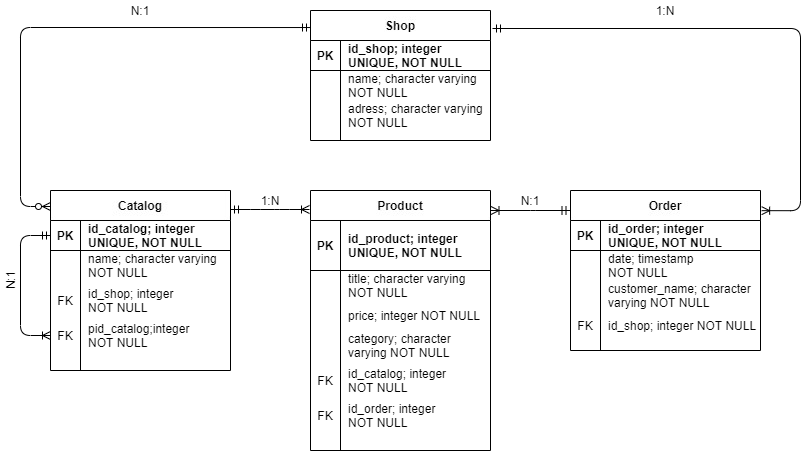 N:1
1:N
Shop
PK
id_shop; integer
UNIQUE, NOT NULL
name; character varying
NOT NULL
adress; character varying
NOT NULL
Catalog
PK
id_catalog; integer
UNIQUE, NOT NULL
name; character varying
NOT NULL
FK
id_shop; integer
NOT NULL
FK
pid_catalog;integer
NOT NULL
N:1
1:N
Product
PK
id_product; integer
UNIQUE, NOT NULL
title; character varying
NOT NULL
price; integer NOT NULL
category; character
varying NOT NULL
FK
id_catalog; integer
NOT NULL
FK
id_order; integer
NOT NULL
N:1
Order
PK
id_order; integer
UNIQUE, NOT NULL
date; timestamp
NOT NULL
customer_name; character
varying NOT NULL
FK
id_shop; integer NOT NULL